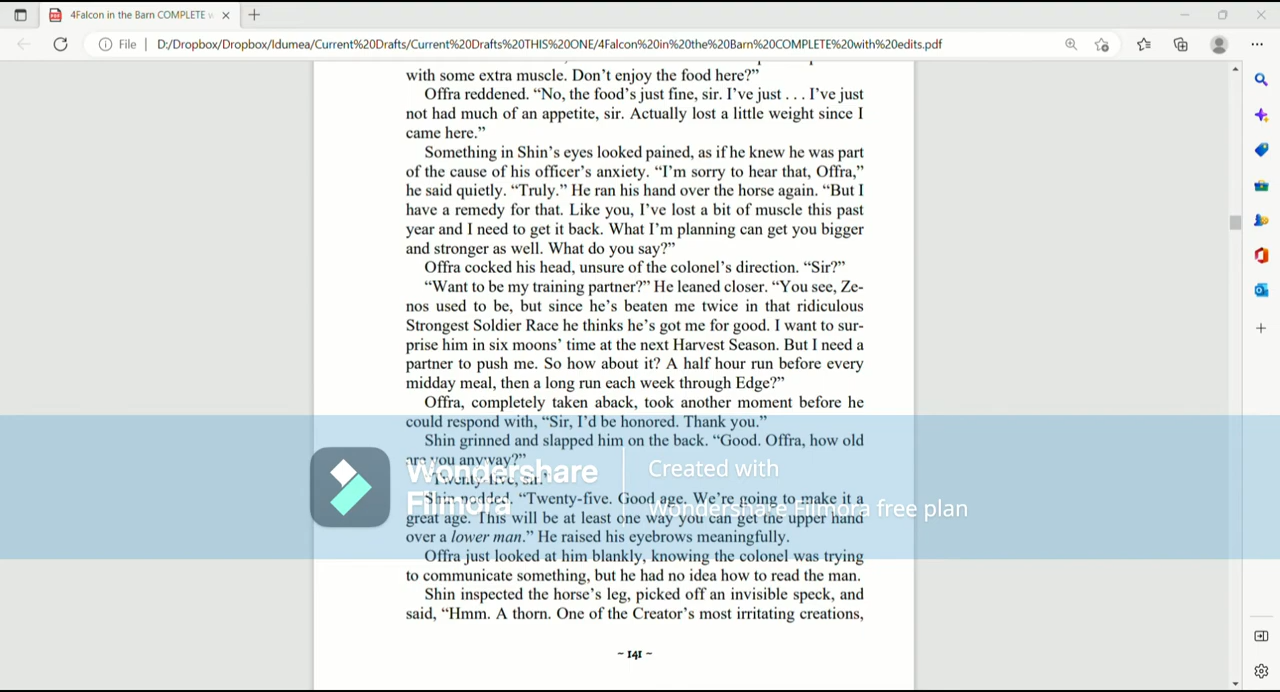 4Falcon in the Barn COMPLETE w
File
D:/Dropbox/Dropbox/Idumea/Current%20Drafts/Current%20Drafts%20THIS%20ONE/4Falcon%20in%20the%20Barn%20COMPLETE%20with%20edits.pdf
with some extra muscle. Don’t enjoy the food here?”
Offra reddened. “No, the food’s just fine, sir. I’ve just . . . I’ve just
not had much of an appetite, sir. Actually lost a little weight since I
came here.”
Something in Shin’s eyes looked pained, as if he knew he was part
of the cause of his officer’s anxiety. “I’m sorry to hear that, Offra,”
he said quietly. “Truly.” He ran his hand over the horse again. “But I
have a remedy for that. Like you, I’ve lost a bit of muscle this past
year and I need to get it back. What I’m planning can get you bigger
and stronger as well. What do you say?”
Offra cocked his head, unsure of the colonel’s direction. “Sir?”
“Want to be my training partner?” He leaned closer. “You see, Ze-
nos used to be, but since he’s beaten me twice in that ridiculous
Strongest Soldier Race he thinks he’s got me for good. I want to sur-
prise him in six moons’ time at the next Harvest Season. But I need a
partner to push me. So how about it? A half hour run before every
midday meal, then a long run each week through Edge?”
Offra, completely taken aback, took another moment before he
could respond with, “Sir, I’d be honored. Thank you.”
Shin grinned and slapped him on the back. “Good. Offra, how old
are you anyway?”
“Twenty-five, sir.”
Shin nodded. “Twenty-five. Good age. We’re going to make it a
great age. This will be at least one way you can get the upper hand
over a lower man.” He raised his eyebrows meaningfully.
Offra just looked at him blankly, knowing the colonel was trying
to communicate something, but he had no idea how to read the man.
Shin inspected the horse’s leg, picked off an invisible speck, and
said, “Hmm. A thorn. One of the Creator’s most irritating creations,
~ 141 ~
Wondershare
Filmora
Created with
Wondershare Filmora free plan